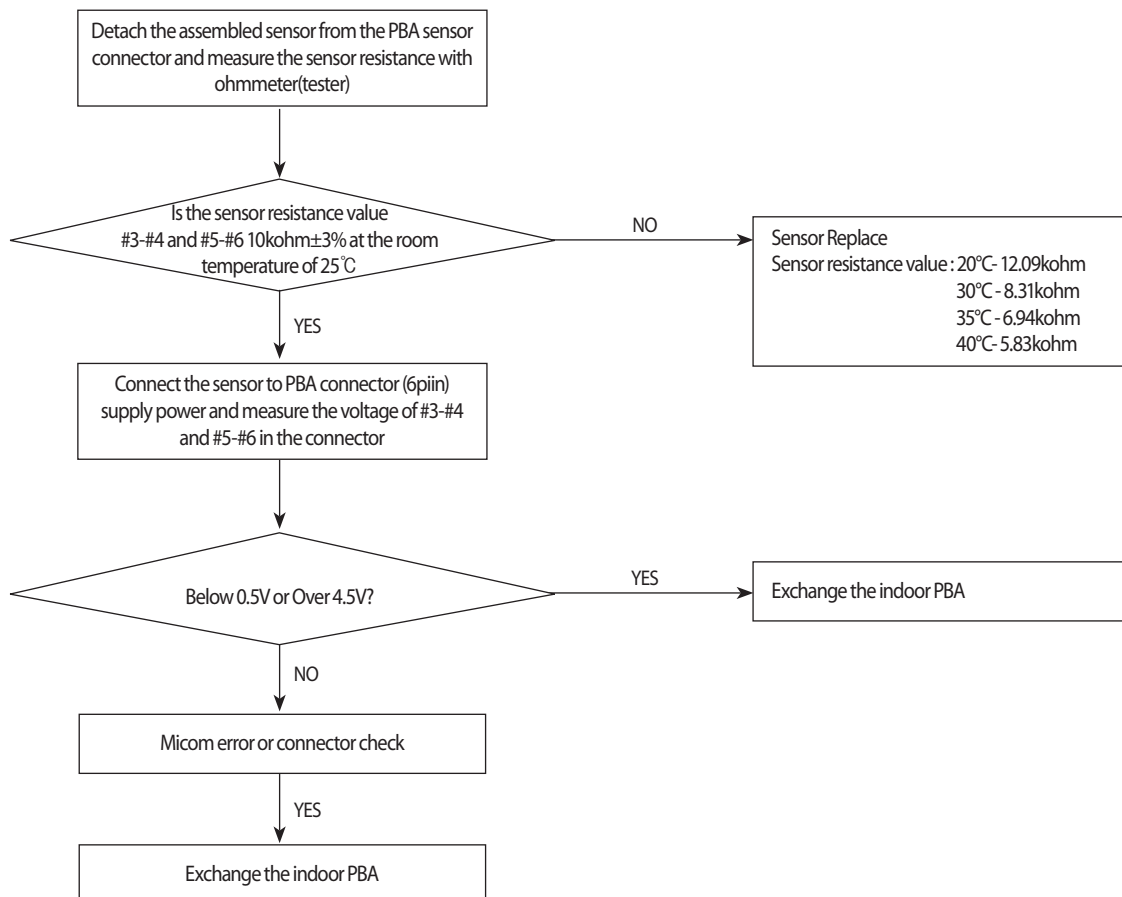 Detach the assembled sensor from the PBA sensor
connector and measure the sensor resistance with
ohmmeter(tester)
Is the sensor resistance value
#3-#4 and #5-#6 10kohm±3% at the room
temperature of 25℃
NO
Sensor Replace
Sensor resistance value : 20°C- 12.09kohm
30°C - 8.31kohm
35°C - 6.94kohm
40°C- 5.83kohm
YES
Connect the sensor to PBA connector (6piin)
supply power and measure the voltage of #3-#4
and #5-#6 in the connector
Below 0.5V or Over 4.5V?
YES
Exchange the indoor PBA
NO
Micom error or connector check
YES
Exchange the indoor PBA